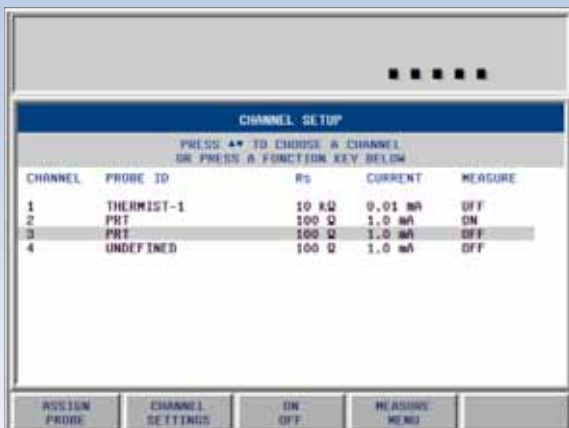 CHANNEL SETUP
PRESS ▲▼ TO CHOOSE A CHANNEL
OR PRESS A FUNCTION KEY BELOW
CHANNEL PROBE ID Rs CURRENT MEASURE
1 THERMIST-1 10 KΩ 0.01 mA OFF
2 PRT 100 Ω 1.0 mA ON
3 PRT 100 Ω 1.0 mA OFF
4 UNDEFINED 100 Ω 1.0 mA OFF
ASSIGN PROBE
CHANNEL SETTINGS
ON OFF
MEASURE MENU